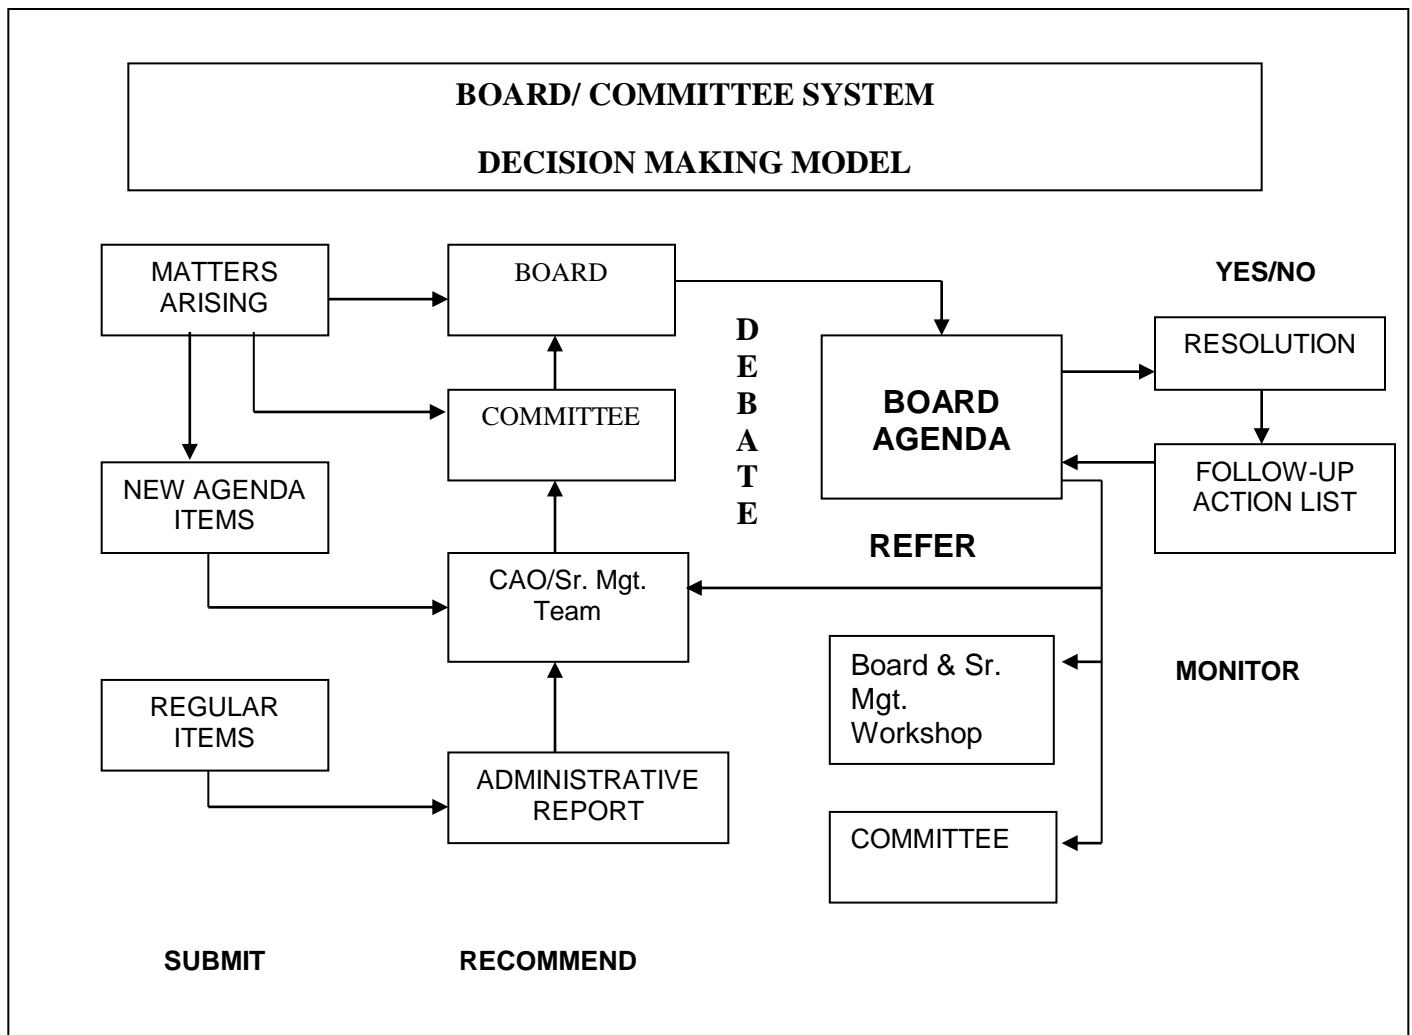 BOARD/ COMMITTEE SYSTEM
DECISION MAKING MODEL
MATTERS
ARISING
BOARD
YES/NO
D
E
B
A
T
E
RESOLUTION
BOARD
AGENDA
COMMITTEE
NEW AGENDA
ITEMS
FOLLOW-UP
ACTION LIST
REFER
CAO/Sr. Mgt.
Team
Board & Sr.
Mgt.
Workshop
MONITOR
REGULAR
ITEMS
ADMINISTRATIVE
REPORT
COMMITTEE
SUBMIT
RECOMMEND